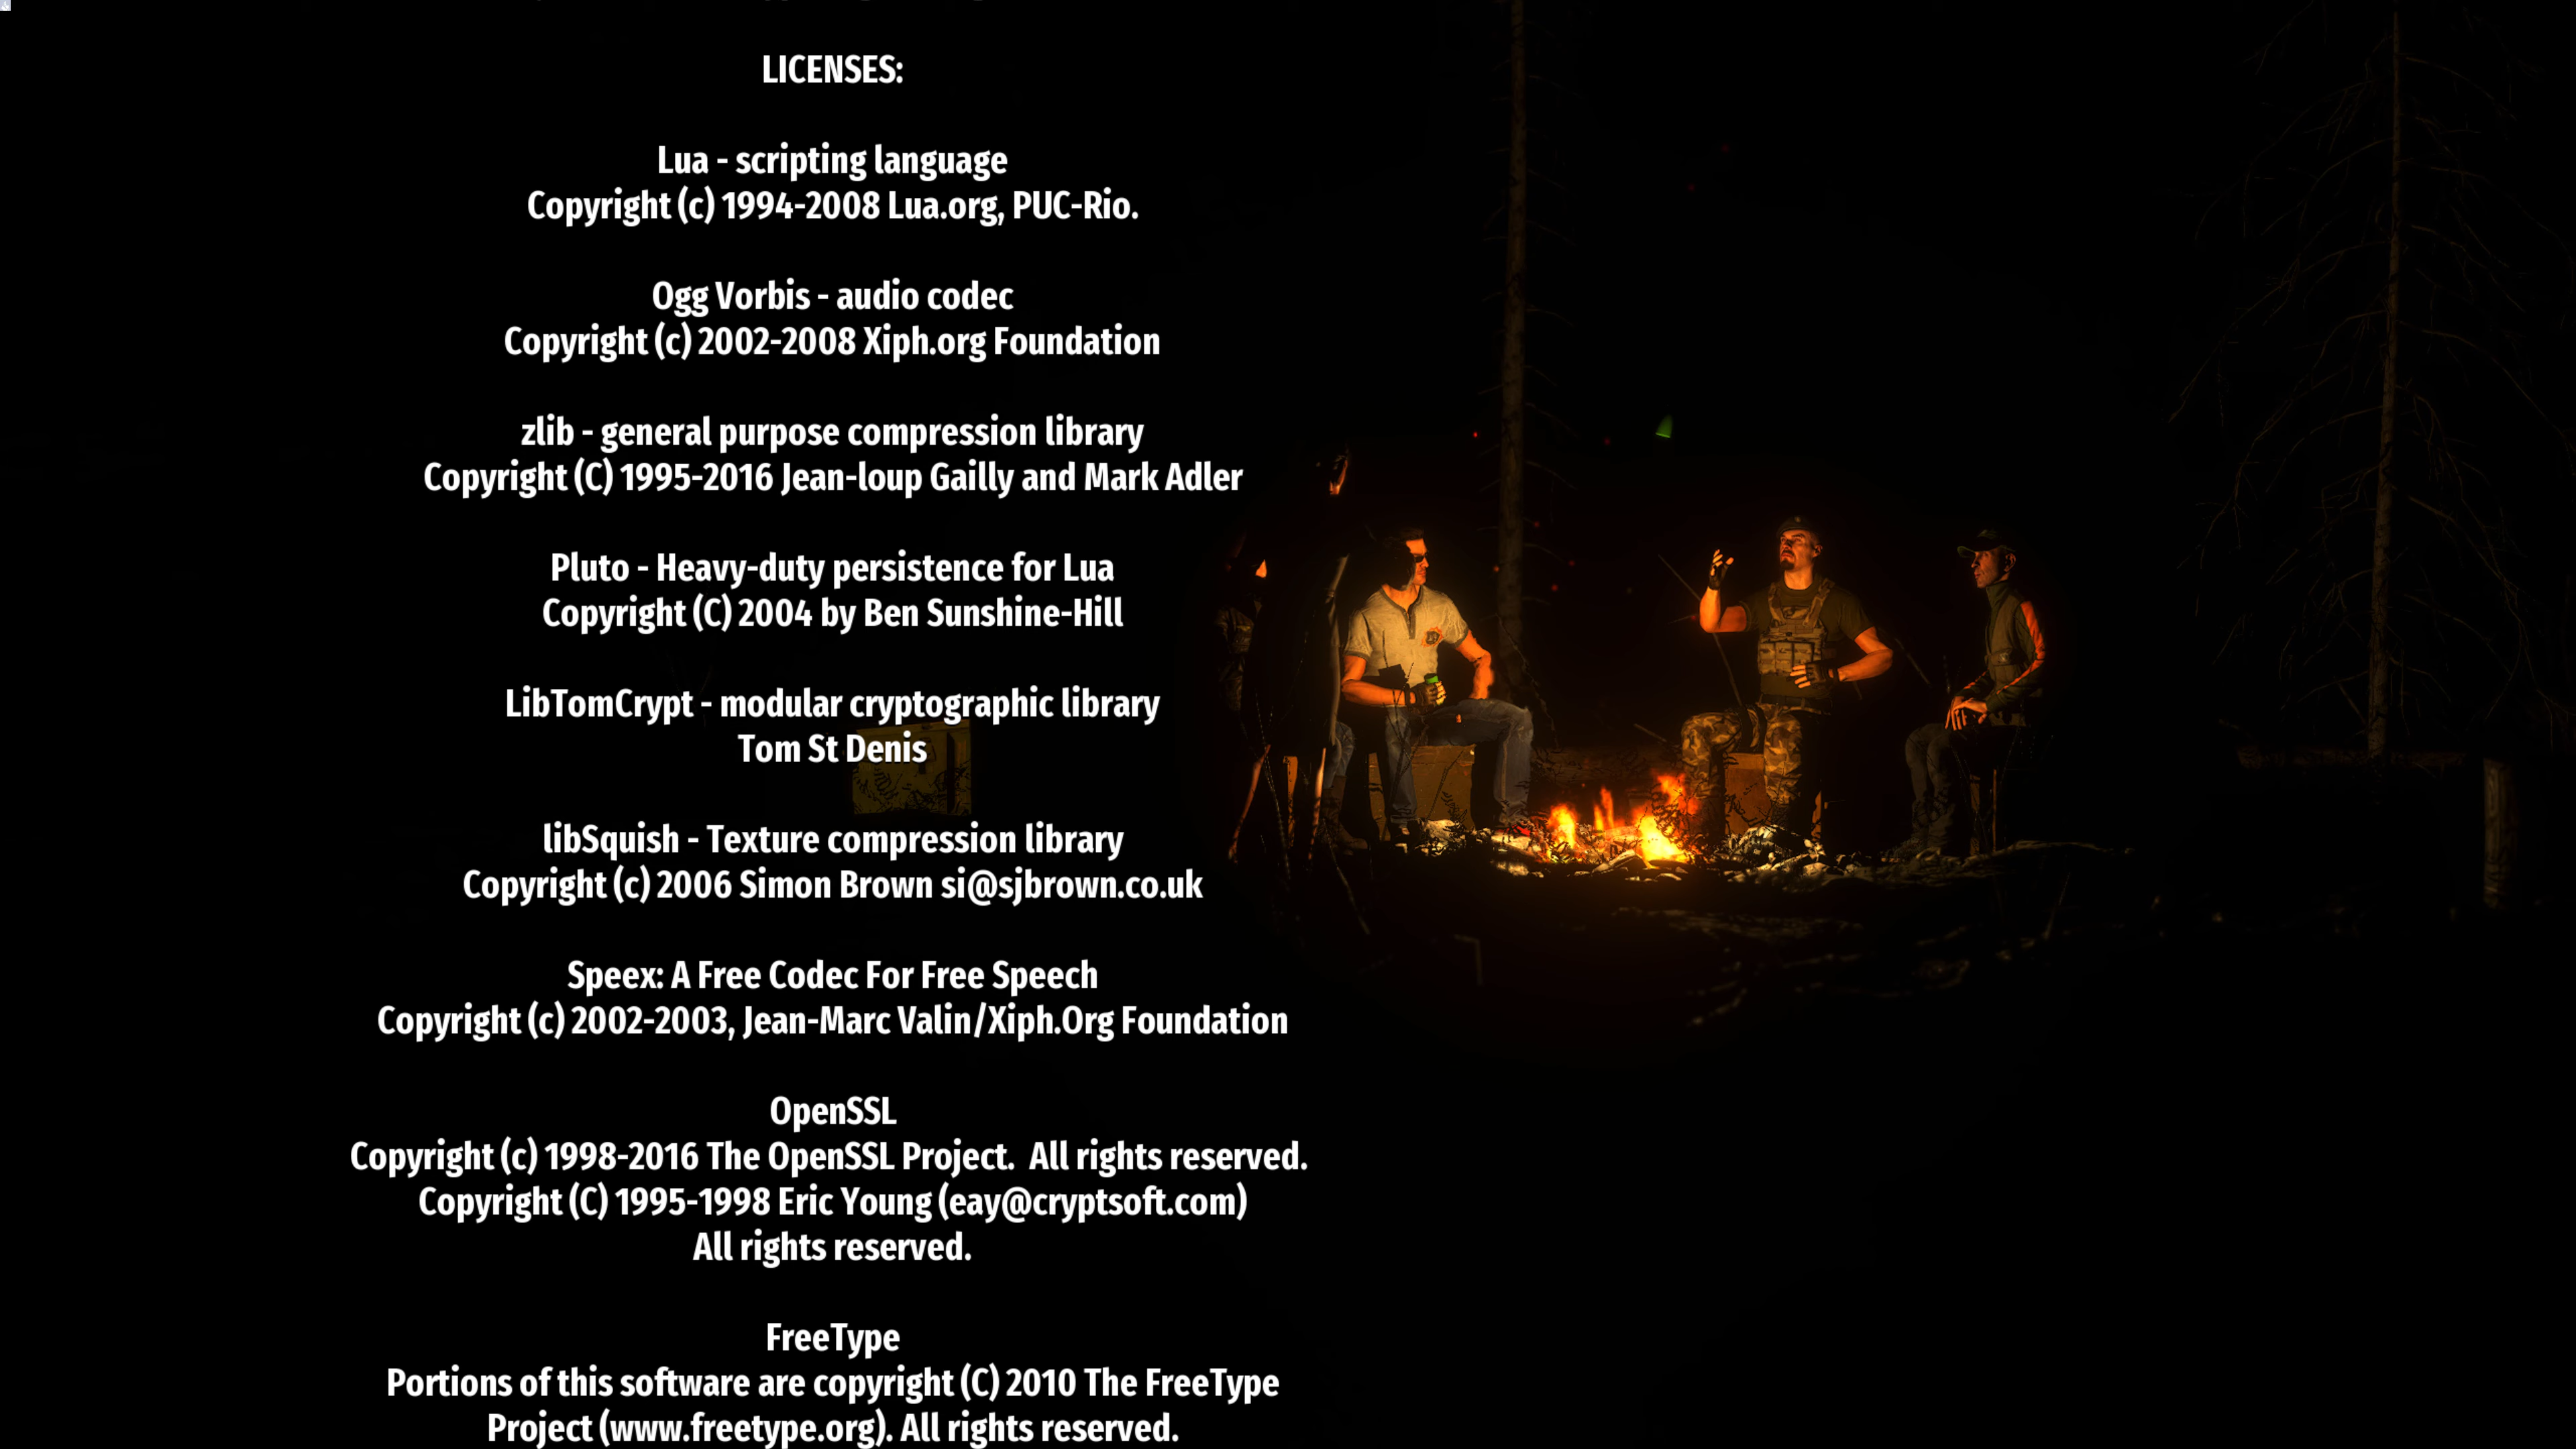 LICENSES:
Lua - scripting language
Copyright (c) 1994-2008 Lua.org, PUC-Rio.
Ogg Vorbis - audio codec
Copyright (c) 2002-2008 Xiph.org Foundation
zlib - general purpose compression library
Copyright (C) 1995-2016 Jean-loup Gailly and Mark Adler
Pluto - Heavy-duty persistence for Lua
Copyright (C) 2004 by Ben Sunshine-Hill
LibTomCrypt - modular cryptographic library
Tom St Denis
libSquish - Texture compression library
Copyright (c) 2006 Simon Brown si@sjbrown.co.uk
Speex: A Free Codec For Free Speech
Copyright (c) 2002-2003, Jean-Marc Valin/Xiph.Org Foundation
OpenSSL
Copyright (c) 1998-2016 The OpenSSL Project.  All rights reserved.
Copyright (C) 1995-1998 Eric Young (eay@cryptsoft.com)
All rights reserved.
FreeType
Portions of this software are copyright (C) 2010 The FreeType
Project (www.freetype.org). All rights reserved.